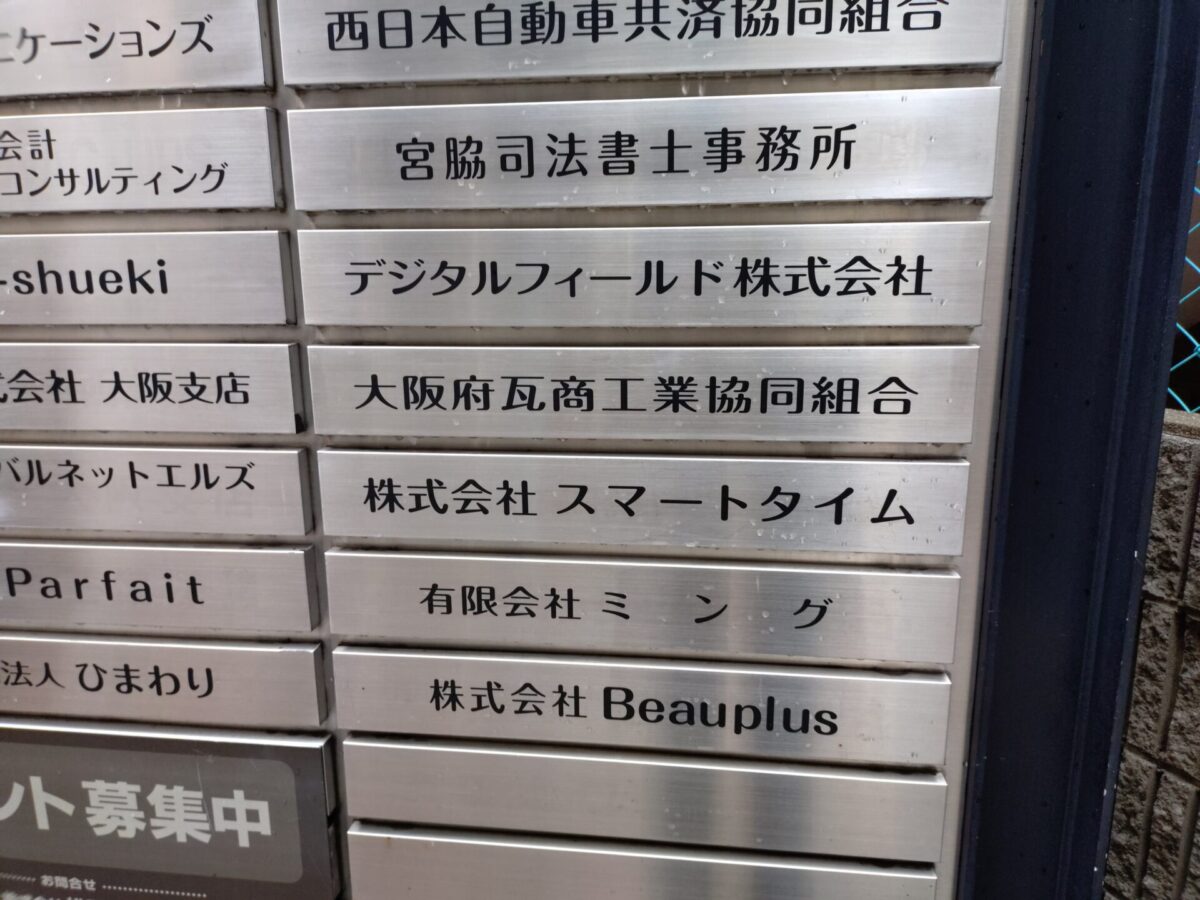 ニケーションズ
会計
コンサルティング
-shueki
式会社 大阪支店
バルネットエルズ
Parfait
法人 ひまわり
ント募集中
お問合せ
西日本自動車共済協同組合
宮脇司法書士事務所
デジタルフィールド株式会社
大阪府瓦商工業協同組合
株式会社 スマートタイム
有限会社 ミング
株式会社 Beauplus